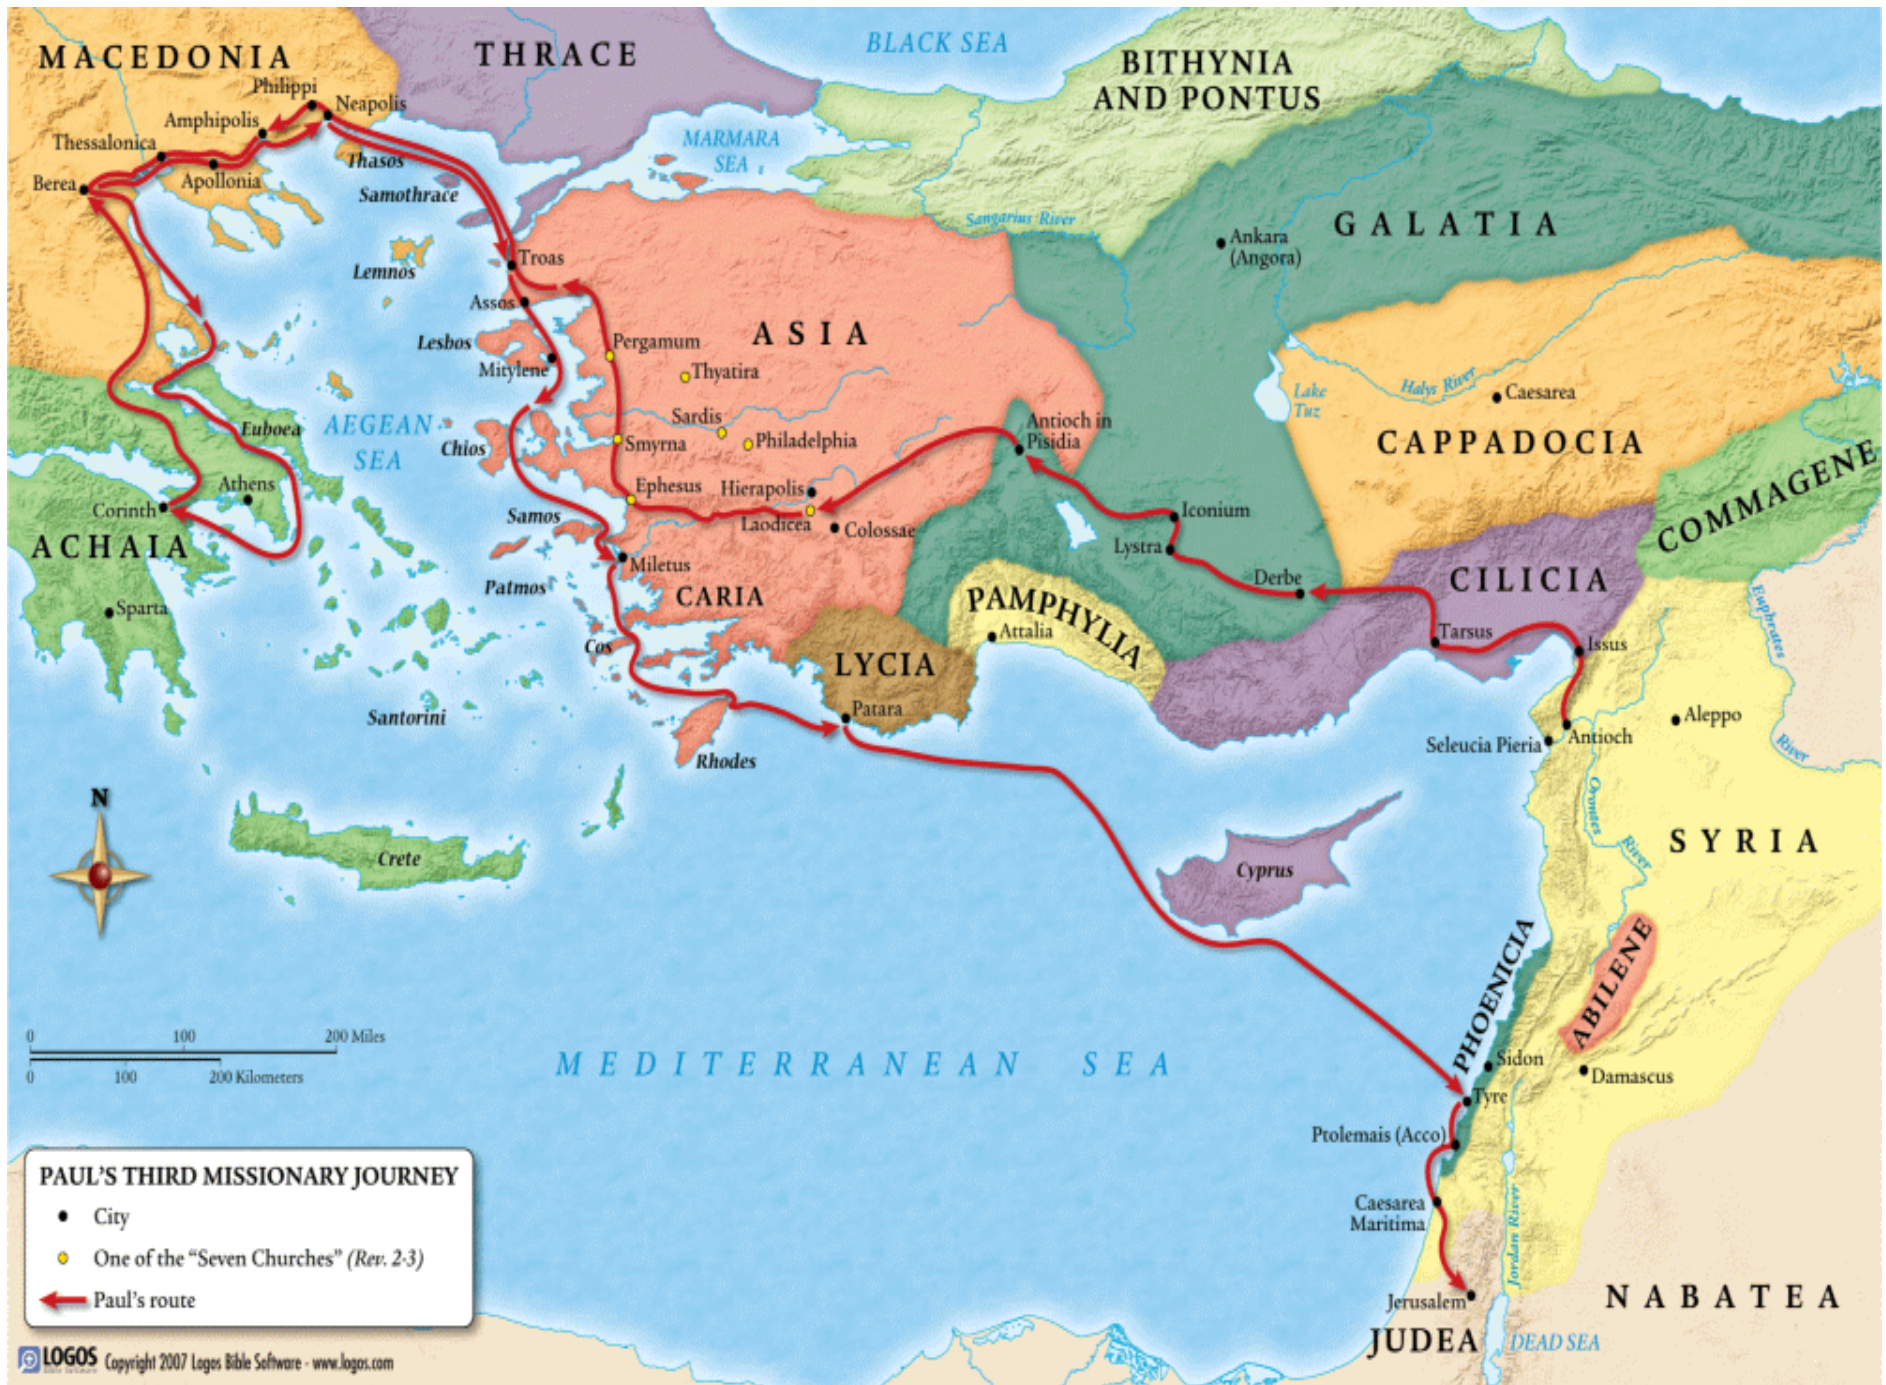 MACEDONIA
THRACE
BLACK SEA
BITHYNIA
AND PONTUS
Philippi
Neapolis
Amphipolis
Thessalonica
Thasos
MARMARA
SEA
Berea
Apollonia
Samothrace
Sangarius River
GALATIA
Ankara
(Angora)
Troas
Lemnos
Assos
ASIA
Lesbos
Pergamum
Mitylene
Thyatira
Lake
Tuz
Halys River
Caesarea
AEGEAN
SEA
Euboea
Chios
Sardis
Smyrna
Philadelphia
Antioch in
Pisidia
CAPPADOCIA
COMMAGENE
Athens
Corinth
Ephesus
Hierapolis
Laodicea
Colossae
Iconium
Samos
Lystra
ACHAIA
Miletus
Patmos
CARIA
PAMPHYLIA
Derbe
CILICIA
Euphrates
River
Sparta
Attalia
Tarsus
Issus
Cos
LYCIA
Santorini
Patara
Rhodes
Seleucia Pieria
Antioch
Aleppo
Orontes
River
N
Crete
Cyprus
SYRIA
PHOENICIA
ABILENE
0 100 200 Miles
0 100 200 Kilometers
MEDITERRANEAN SEA
Sidon
Damascus
Tyre
Ptolemais (Acco)
Caesarea
Maritima
Jordan River
Jerusalem
JUDEA
DEAD SEA
NABATEA
PAUL'S THIRD MISSIONARY JOURNEY
City
One of the “Seven Churches” (Rev. 2-3)
Paul's route
LOGOS
Bible Software
Copyright 2007 Logos Bible Software - www.logos.com